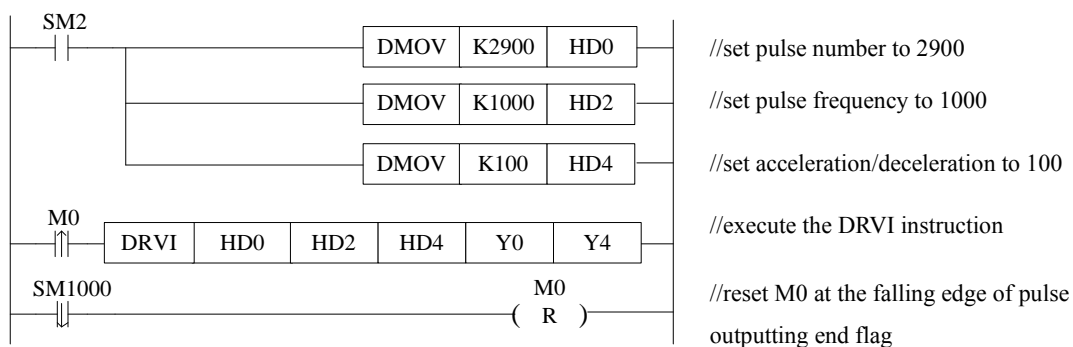 SM2
DMOV K2900 HD0 //set pulse number to 2900
DMOV K1000 HD2 //set pulse frequency to 1000
DMOV K100 HD4 //set acceleration/deceleration to 100
M0
DRVI HD0 HD2 HD4 Y0 Y4 //execute the DRVI instruction
SM1000 M0
( R ) //reset M0 at the falling edge of pulse
outputting end flag